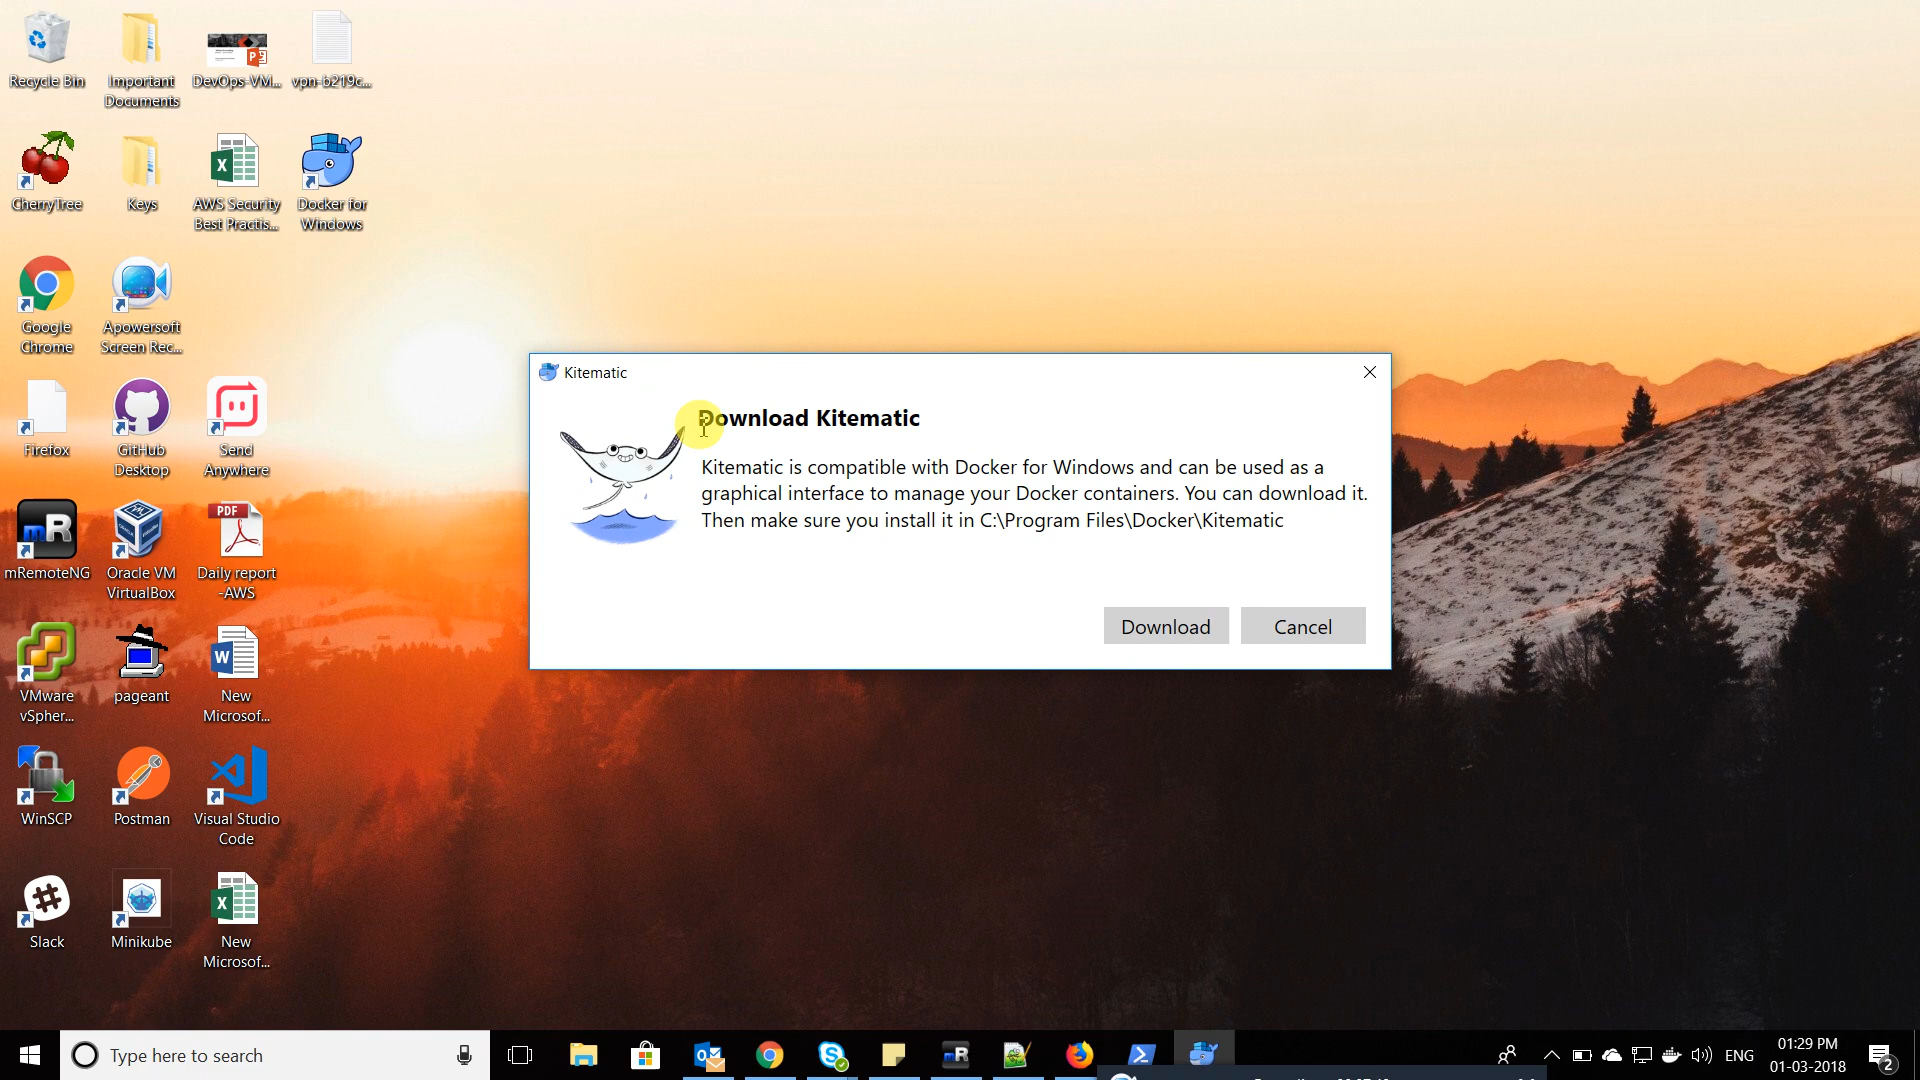 Recycle Bin
Important
Documents
DevOps-VM...
vpn-b219c...
CherryTree
Keys
AWS Security
Best Practis...
Docker for
Windows
Google
Chrome
Apowersoft
Screen Rec...
Firefox
GitHub
Desktop
Send
Anywhere
mRemoteNG
Oracle VM
VirtualBox
PDF
Daily report
-AWS
VMware
vSpher...
pageant
New
Microsof...
WinSCP
Postman
Visual Studio
Code
Slack
Minikube
New
Microsof...
Kitematic
Download Kitematic
Kitematic is compatible with Docker for Windows and can be used as a
graphical interface to manage your Docker containers. You can download it.
Then make sure you install it in C:\Program Files\Docker\Kitematic
Download
Cancel
Type here to search
ENG
01:29 PM
01-03-2018
2